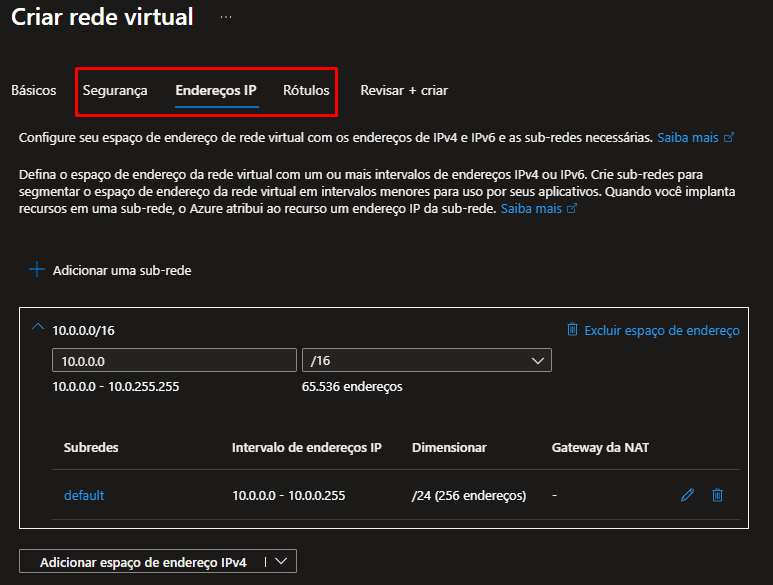 Criar rede virtual ...
Básicos Segurança Endereços IP Rótulos Revisar + criar
Configure seu espaço de endereço de rede virtual com os endereços de IPv4 e IPv6 e as sub-redes necessárias. Saiba mais
Defina o espaço de endereço da rede virtual com um ou mais intervalos de endereços IPv4 ou IPv6. Crie sub-redes para
segmentar o espaço de endereço da rede virtual em intervalos menores para uso por seus aplicativos. Quando você implanta
recursos em uma sub-rede, o Azure atribui ao recurso um endereço IP da sub-rede. Saiba mais
Adicionar uma sub-rede
10.0.0.0/16 Excluir espaço de endereço
10.0.0.0 /16
10.0.0.0 - 10.0.255.255 65.536 endereços
Subredes Intervalo de endereços IP Dimensionar Gateway da NAT
default 10.0.0.0 - 10.0.0.255 /24 (256 endereços) -
Adicionar espaço de endereço IPv4